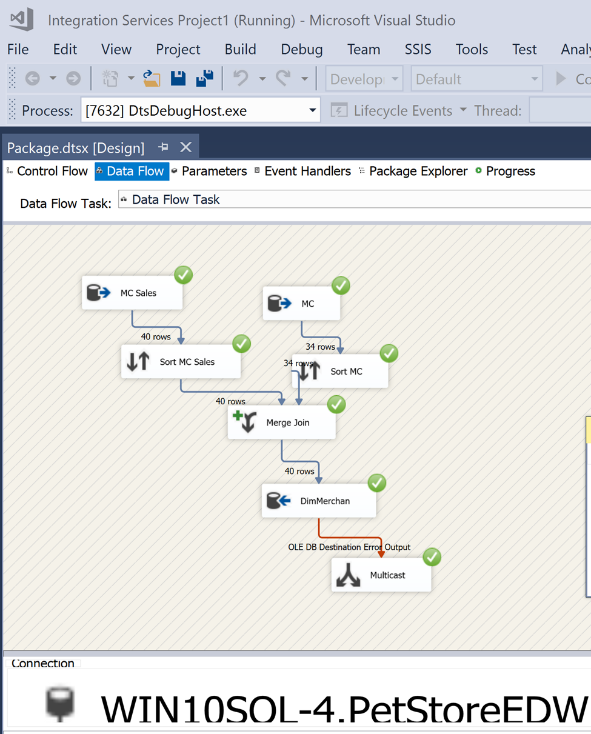 Integration Services Project1 (Running) - Microsoft Visual Studio
File Edit View Project Build Debug Team SSIS Tools Test Analy
Develop Default Co
Process: [7632] DtsDebugHost.exe Lifecycle Events Thread:
Package.dtsx [Design]
Control Flow Data Flow Parameters Event Handlers Package Explorer Progress
Data Flow Task: Data Flow Task
MC Sales
MC
40 rows
34 rows
Sort MC Sales
34 rows
Sort MC
40 rows
Merge Join
40 rows
DimMerchan
OLE DB Destination Error Output
Multicast
Connection
WIN10SOL-4.PetStoreEDW